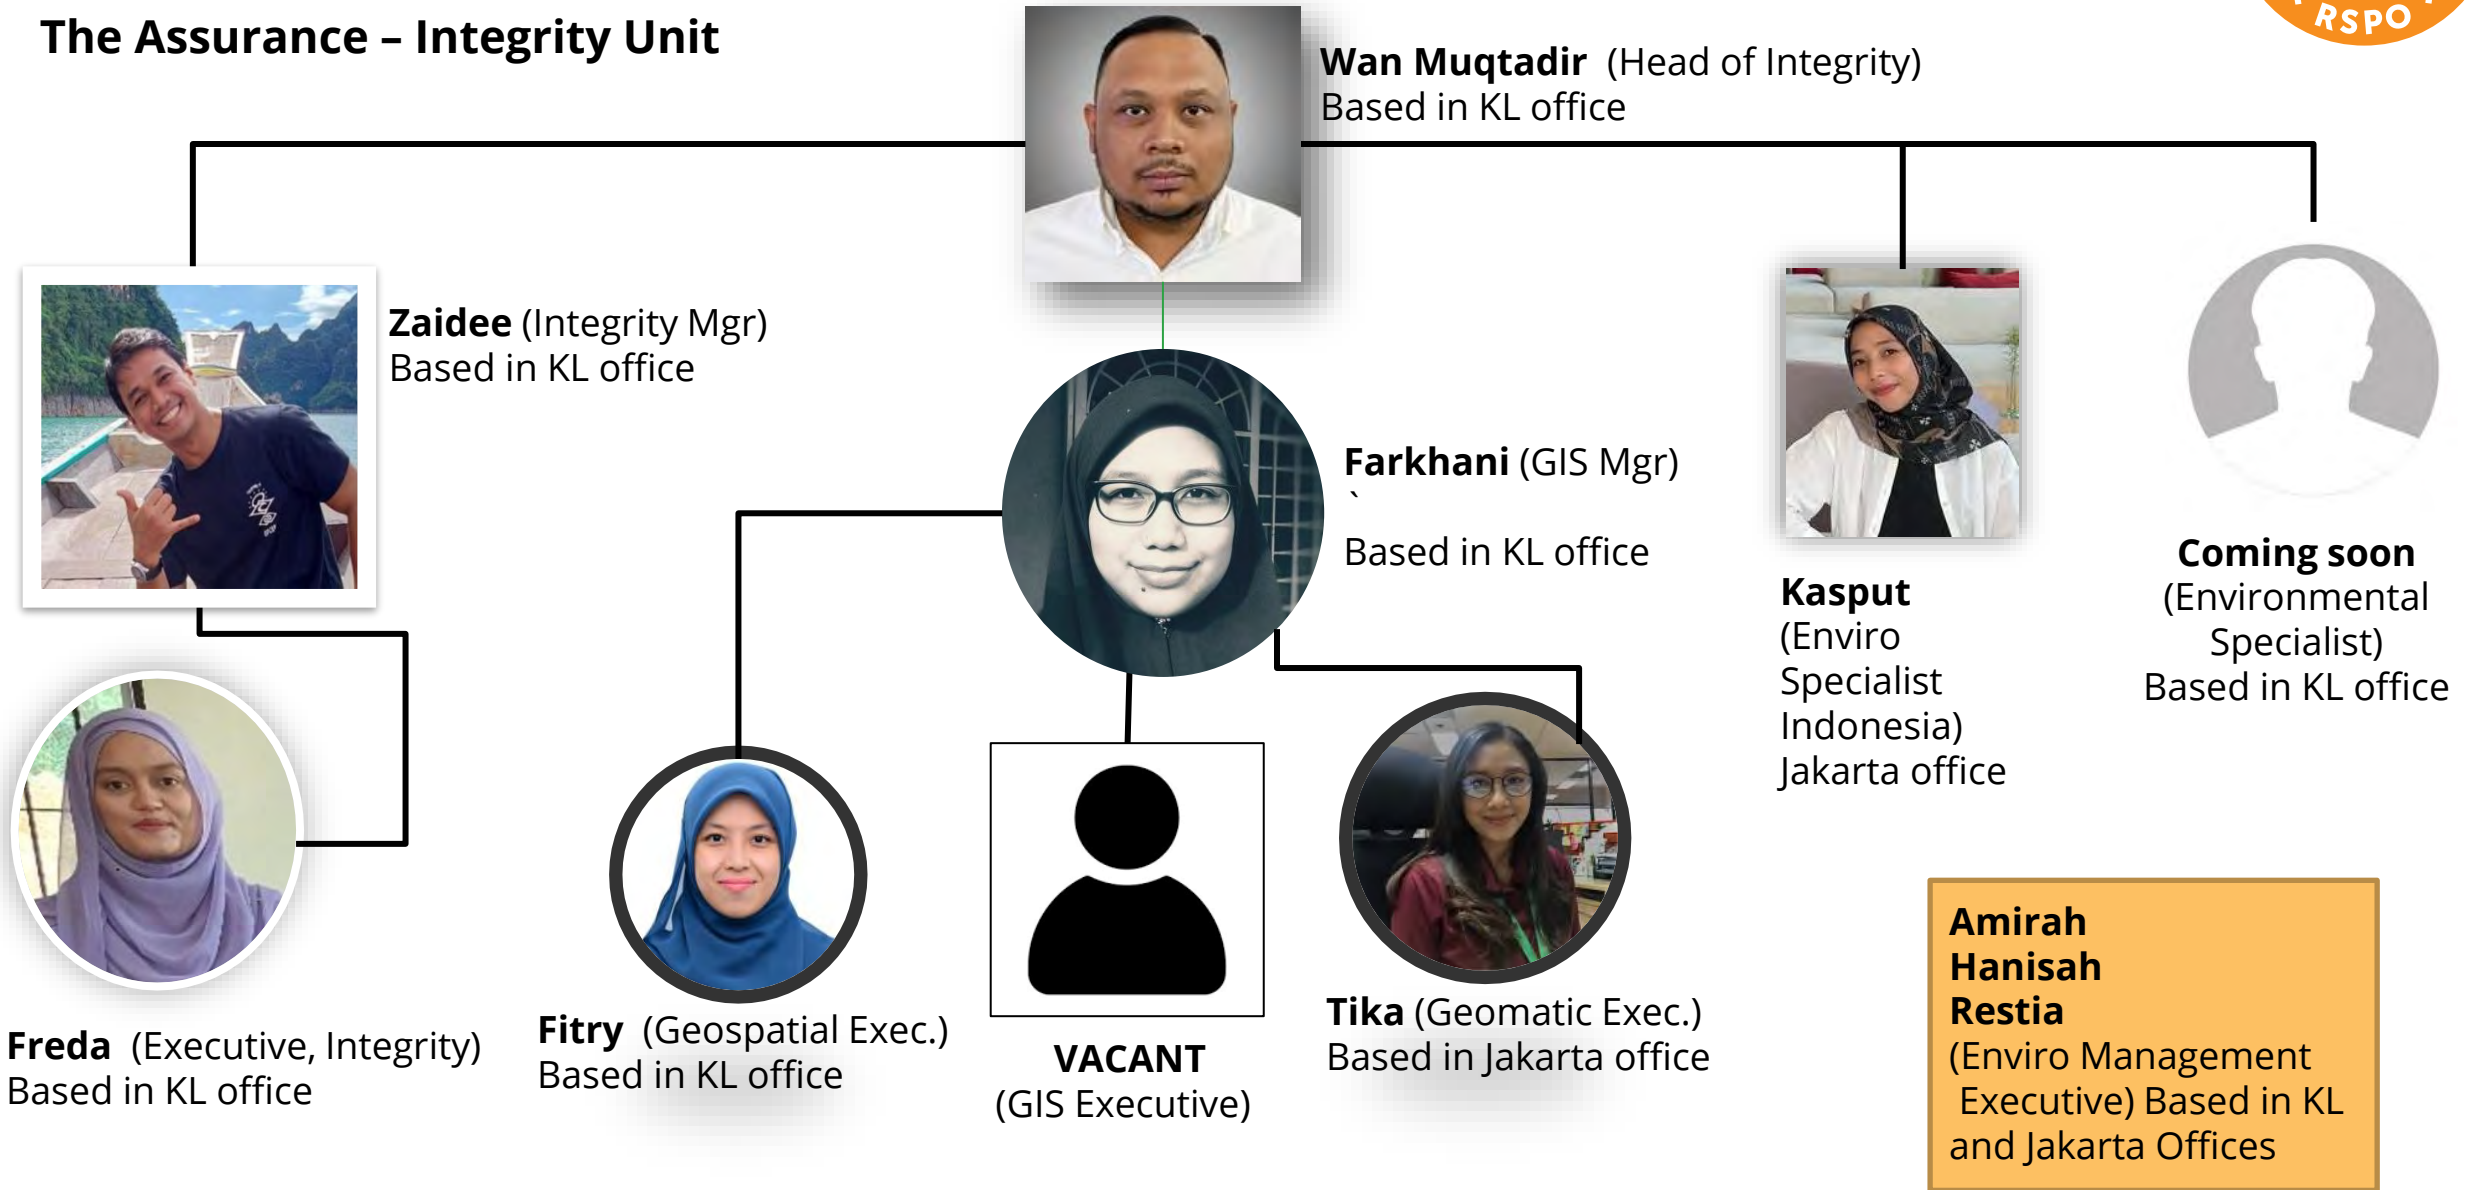 The Assurance – Integrity Unit
RSPO
Wan Muqtadir (Head of Integrity)
Based in KL office
Zaidee (Integrity Mgr)
Based in KL office
Farkhani (GIS Mgr)
`
Based in KL office
Kasput
(Enviro
Specialist
Indonesia)
Jakarta office
Coming soon
(Environmental
Specialist)
Based in KL office
Freda (Executive, Integrity)
Based in KL office
Fitry (Geospatial Exec.)
Based in KL office
VACANT
(GIS Executive)
Tika (Geomatic Exec.)
Based in Jakarta office
Amirah
Hanisah
Restia
(Enviro Management
Executive) Based in KL
and Jakarta Offices